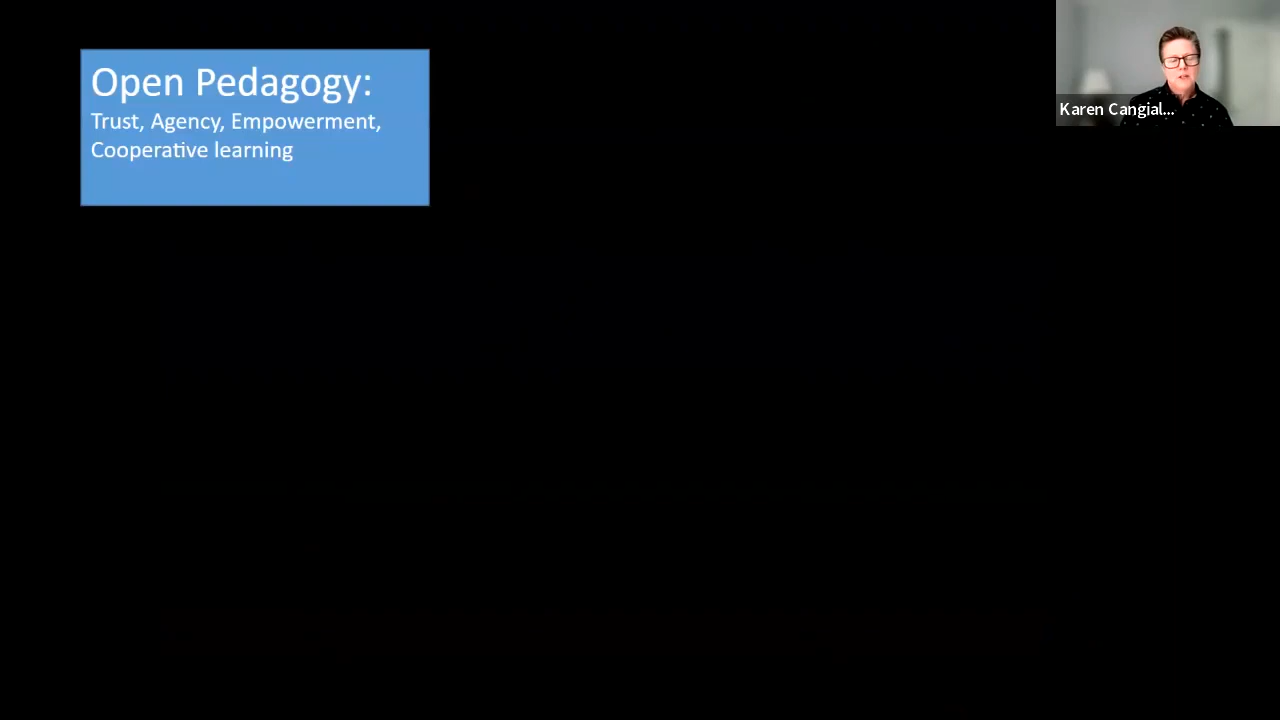 Open Pedagogy:
Trust, Agency, Empowerment,
Cooperative learning
Karen Cangial...